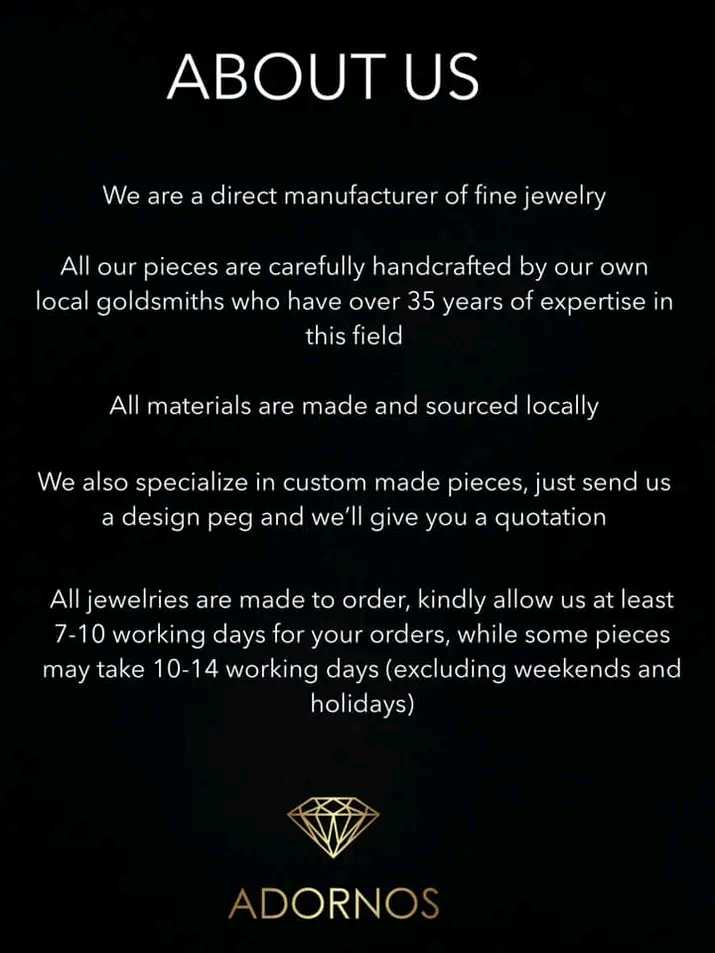 ABOUT US
We are a direct manufacturer of fine jewelry
All our pieces are carefully handcrafted by our own
local goldsmiths who have over 35 years of expertise in
this field
All materials are made and sourced locally
We also specialize in custom made pieces, just send us
a design peg and we’ll give you a quotation
All jewelries are made to order, kindly allow us at least
7-10 working days for your orders, while some pieces
may take 10-14 working days (excluding weekends and
holidays)
ADORNOS